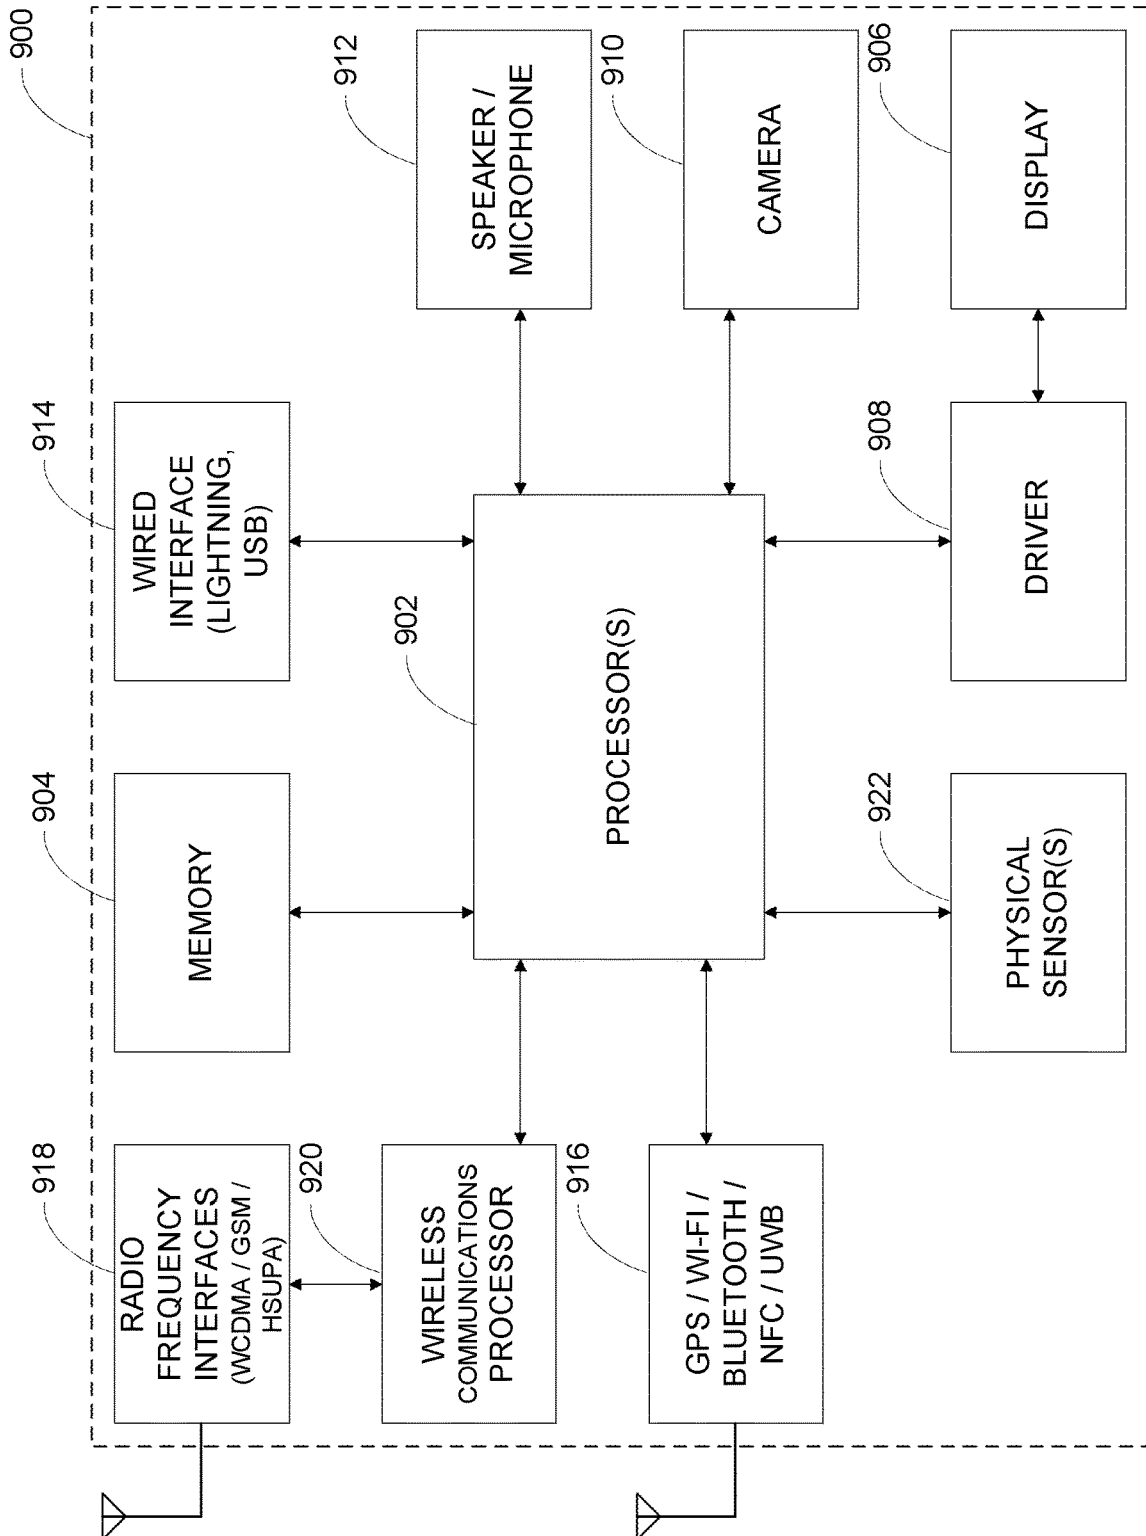 900
918
RADIO
FREQUENCY
INTERFACES
(WCDMA / GSM /
HSUPA)
904
MEMORY
914
WIRED
INTERFACE
(LIGHTNING,
USB)
920
WIRELESS
COMMUNICATIONS
PROCESSOR
902
PROCESSOR(S)
912
SPEAKER /
MICROPHONE
916
GPS / WI-FI /
BLUETOOTH /
NFC / UWB
910
CAMERA
922
PHYSICAL
SENSOR(S)
908
DRIVER
906
DISPLAY